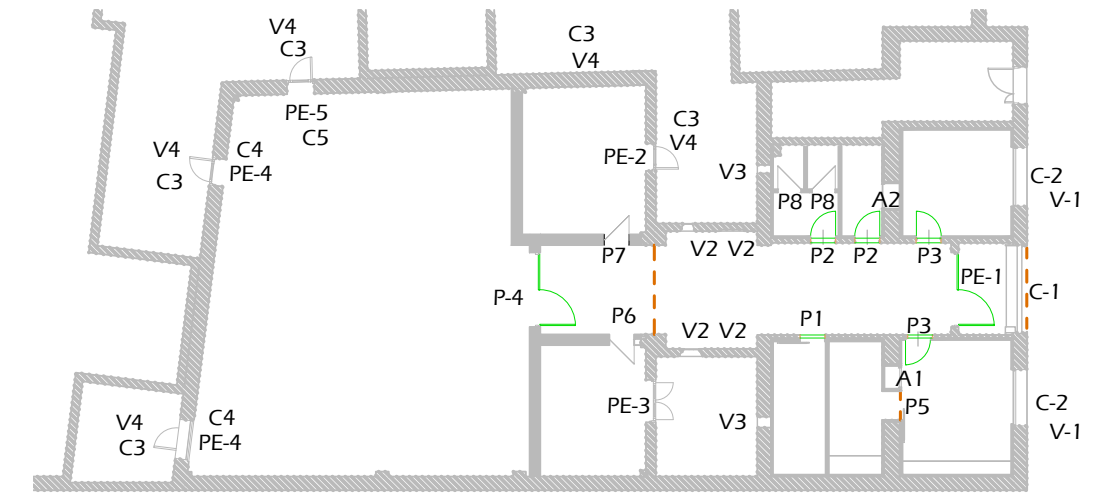 V4
C3
C3
V4
PE-5
C5
C3
V4
V4
C3
C4
PE-4
PE-2
V3
P8 P8
A2
C-2
V-1
V2 V2
P7
P2
P2
P3
PE-1
P-4
C-1
P6
V2 V2
P1
P3
A1
P5
PE-3
V3
C-2
V-1
V4
C3
C4
PE-4